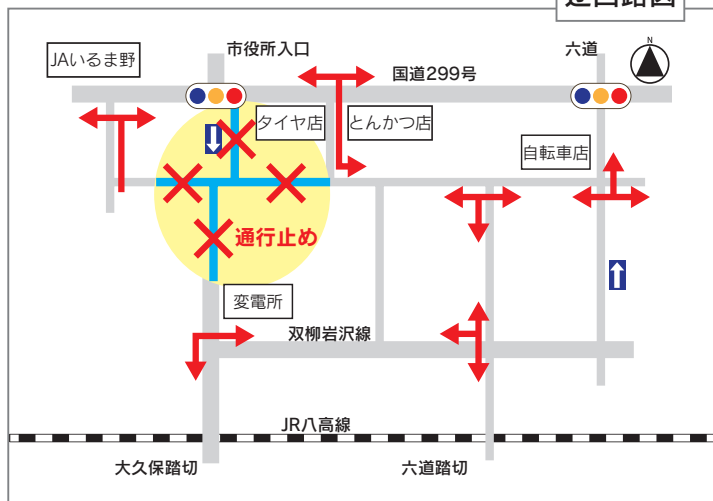 迂回路図
市役所入口
六道
N
JAいるま野
国道299号
タイヤ店
とんかつ店
自転車店
通行止め
変電所
双柳岩沢線
JR八高線
大久保踏切
六道踏切